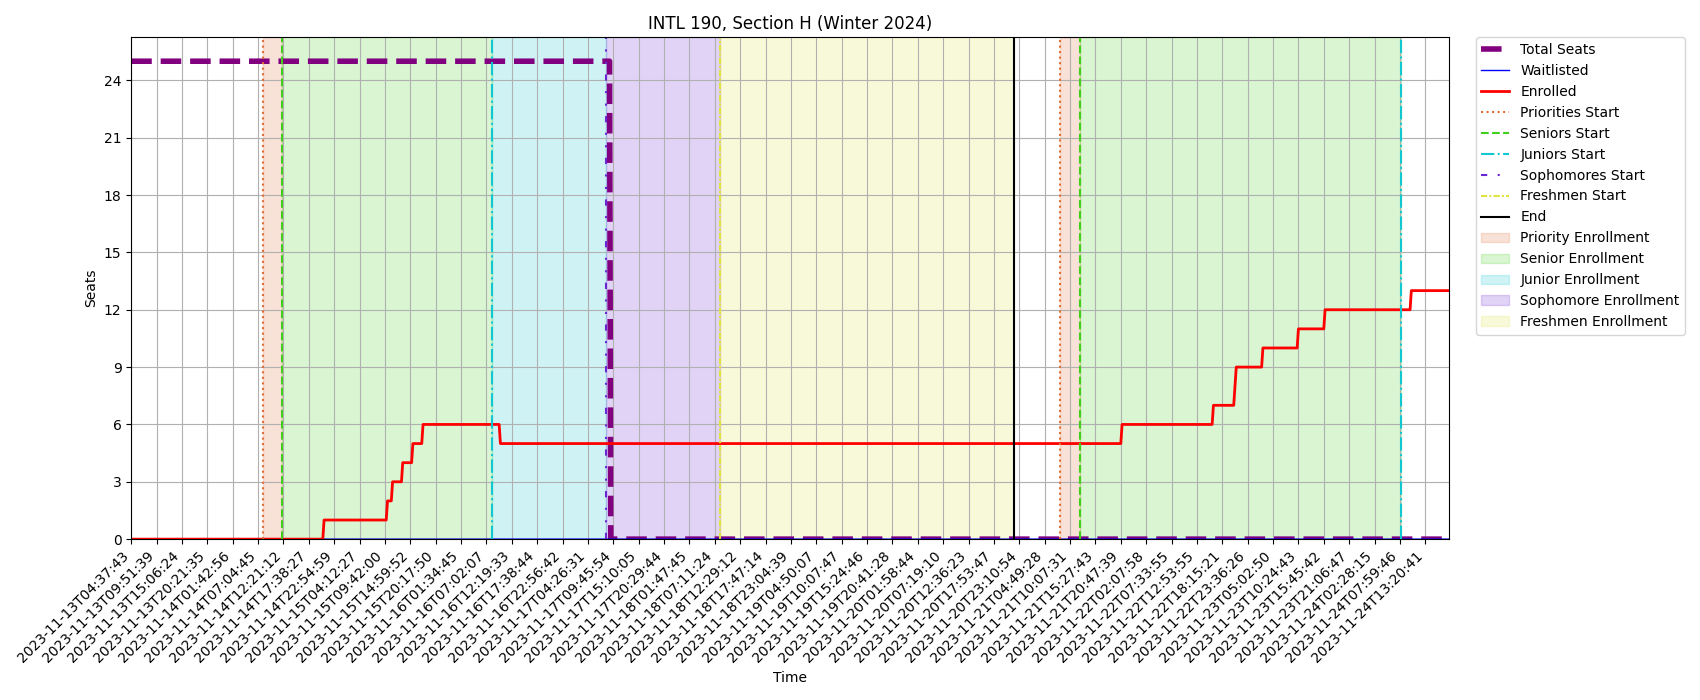 INTL 190, Section H (Winter 2024)
Seats
24
21
18
15
12
9
6
3
0
2023-11-13T04:37:43
2023-11-13T09:51:39
2023-11-13T15:06:24
2023-11-13T20:21:35
2023-11-14T01:42:56
2023-11-14T07:04:45
2023-11-14T12:21:12
2023-11-14T17:38:27
2023-11-14T22:54:59
2023-11-15T04:12:27
2023-11-15T09:42:00
2023-11-15T14:59:52
2023-11-15T20:17:50
2023-11-16T01:34:45
2023-11-16T07:02:07
2023-11-16T12:19:33
2023-11-16T17:38:44
2023-11-16T22:56:42
2023-11-17T04:26:31
2023-11-17T09:45:54
2023-11-17T15:10:05
2023-11-17T20:29:44
2023-11-18T01:47:45
2023-11-18T07:11:24
2023-11-18T12:29:12
2023-11-18T17:47:14
2023-11-18T23:04:39
2023-11-19T04:50:07
2023-11-19T10:07:47
2023-11-19T15:24:46
2023-11-19T20:41:28
2023-11-20T01:58:44
2023-11-20T07:19:10
2023-11-20T12:36:23
2023-11-20T17:53:47
2023-11-20T23:10:54
2023-11-21T04:49:28
2023-11-21T10:07:31
2023-11-21T15:27:43
2023-11-21T20:47:39
2023-11-22T02:07:58
2023-11-22T07:33:55
2023-11-22T12:53:55
2023-11-22T18:15:21
2023-11-22T23:36:26
2023-11-23T05:02:50
2023-11-23T10:24:43
2023-11-23T15:45:42
2023-11-23T21:06:47
2023-11-24T02:28:15
2023-11-24T07:59:46
2023-11-24T13:20:41
Time
Total Seats
Waitlisted
Enrolled
Priorities Start
Seniors Start
Juniors Start
Sophomores Start
Freshmen Start
End
Priority Enrollment
Senior Enrollment
Junior Enrollment
Sophomore Enrollment
Freshmen Enrollment